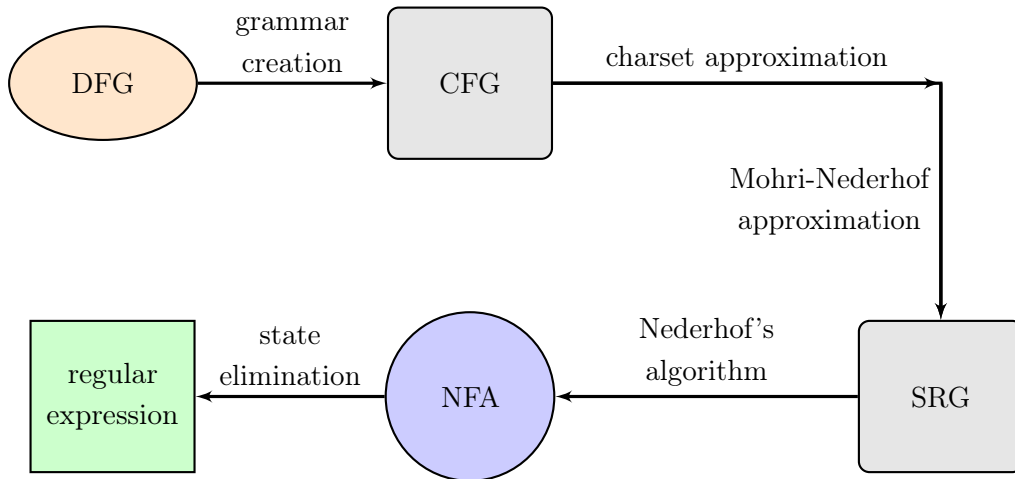 grammar
creation
DFG
CFG
charset approximation
Mohri-Nederhof
approximation
SRG
Nederhof's
algorithm
NFA
state
elimination
regular
expression